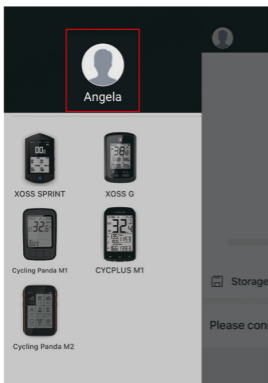 Angela
XOSS SPRINT
XOSS G
Cycling Panda M1
CYCPLUS M1
Cycling Panda M2
Storage
Please con